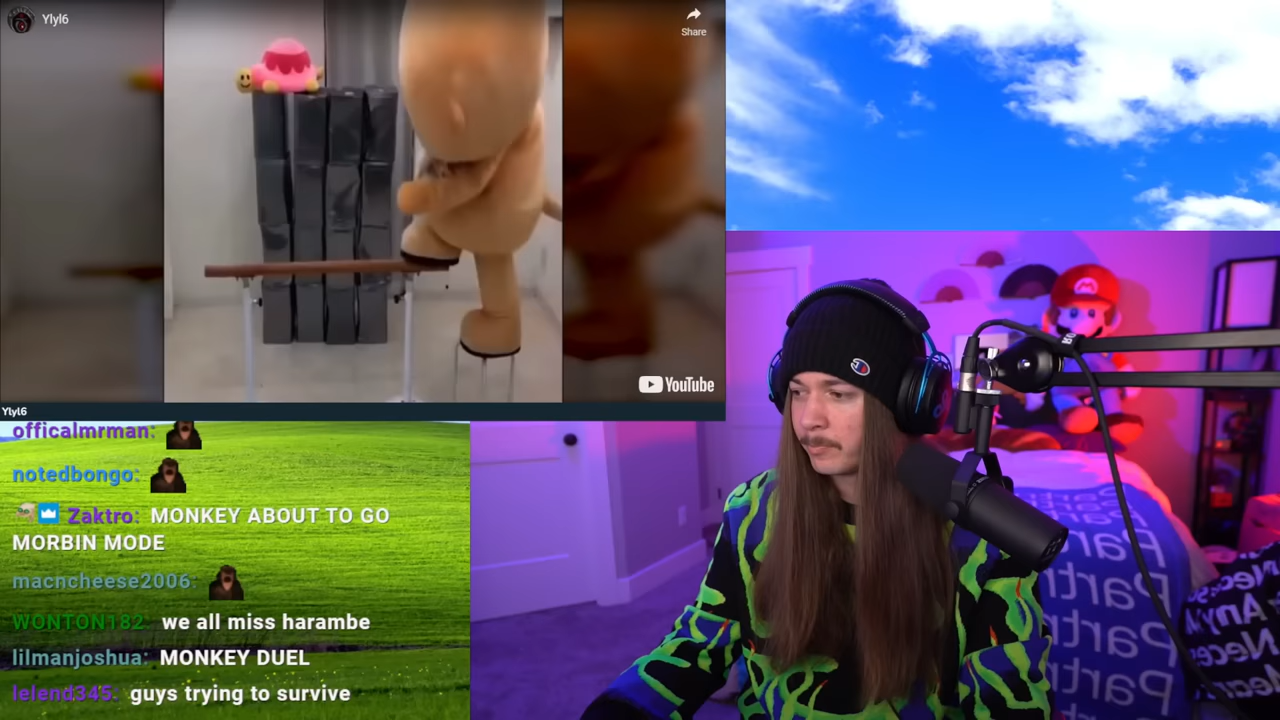 Ylyl6
Share
YouTube
Ylyl6
officalmrman:
notedbongo:
Zaktro: MONKEY ABOUT TO GO
MORBIN MODE
macncheese2006:
WONTON182: we all miss harambe
lilmanjoshua: MONKEY DUEL
lelend345: guys trying to survive